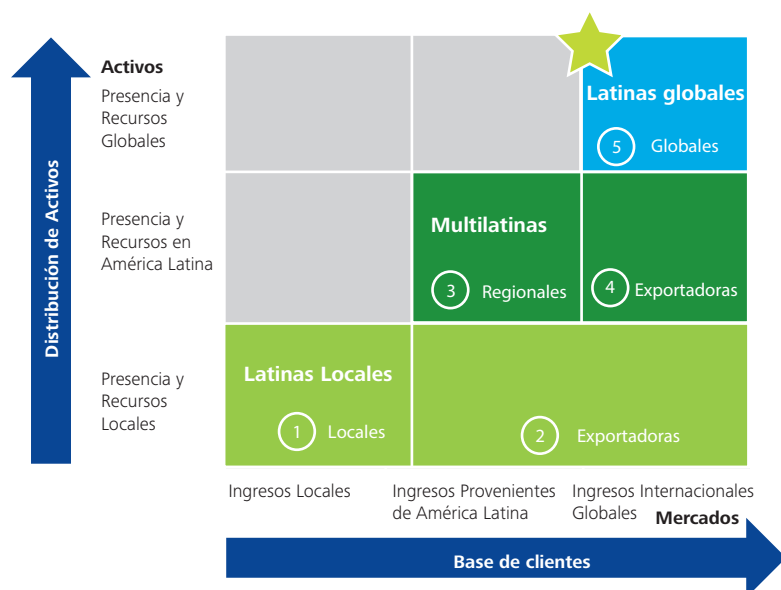 Activos
Presencia y
Recursos
Globales
Latinas globales
5 Globales
Distribución de Activos
Presencia y
Recursos en
América Latina
Multilatinas
3 Regionales
4 Exportadoras
Presencia y
Recursos
Locales
Latinas Locales
1 Locales
2 Exportadoras
Ingresos Locales
Ingresos Provenientes
de América Latina
Ingresos Internacionales
Globales
Mercados
Base de clientes